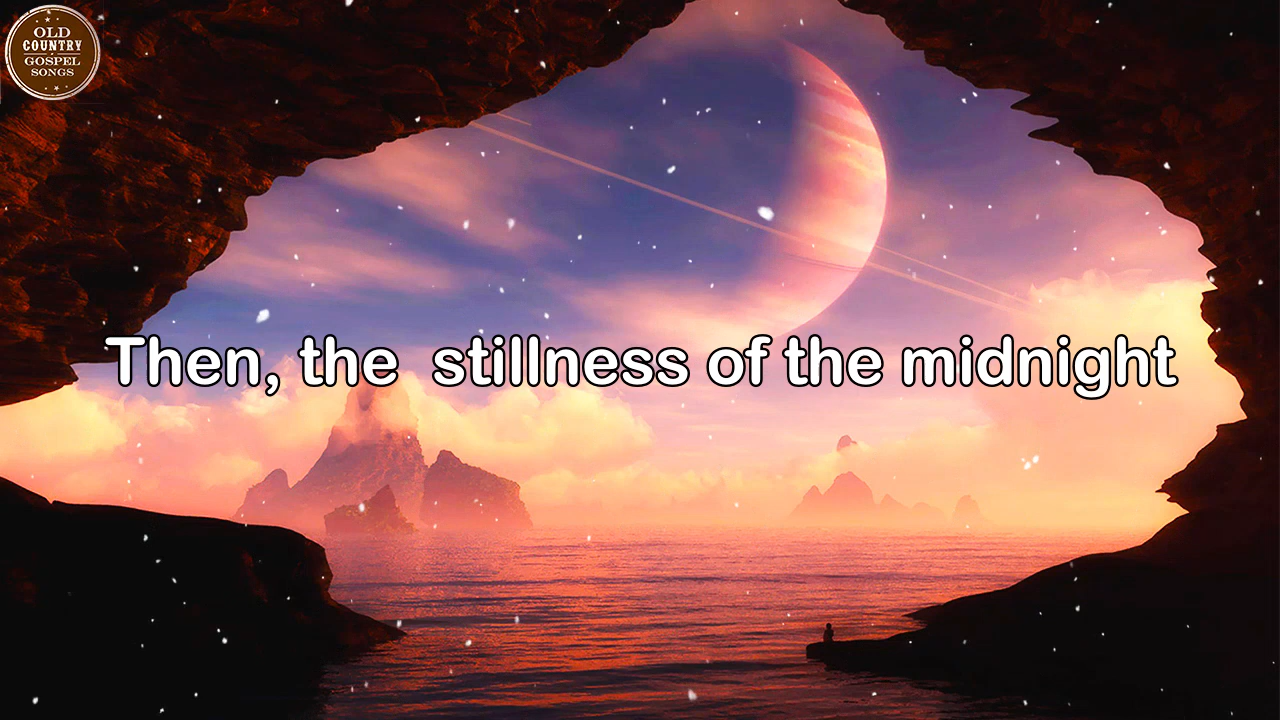 OLD
COUNTRY
GOSPEL
SONGS
Then, the  stillness of the midnight